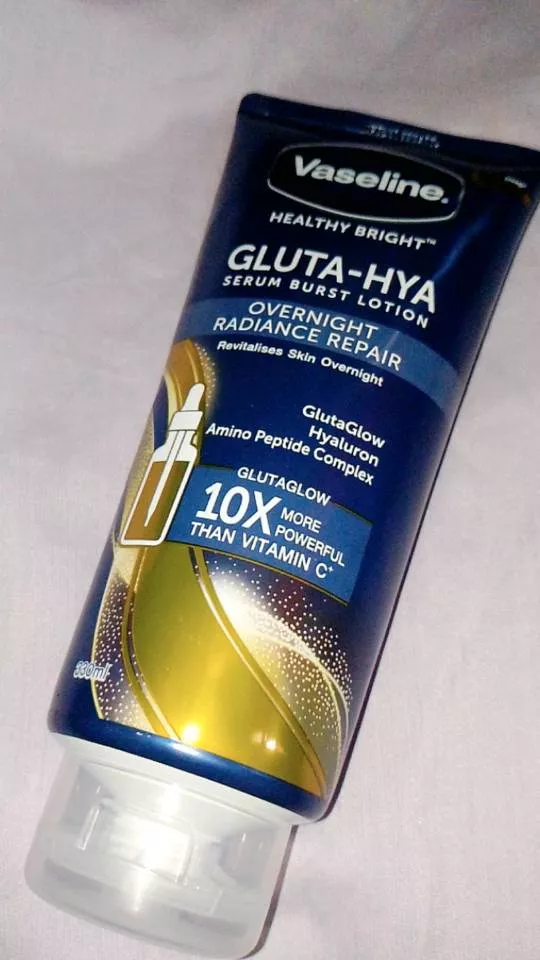 Vaseline.
HEALTHY BRIGHT™
GLUTA-HYA
SERUM BURST LOTION
OVERNIGHT
RADIANCE REPAIR
Revitalises Skin Overnight
GlutaGlow
Hyaluron
Amino Peptide Complex
GLUTAGLOW
10X MORE POWERFUL
THAN VITAMIN C⁺
330ml